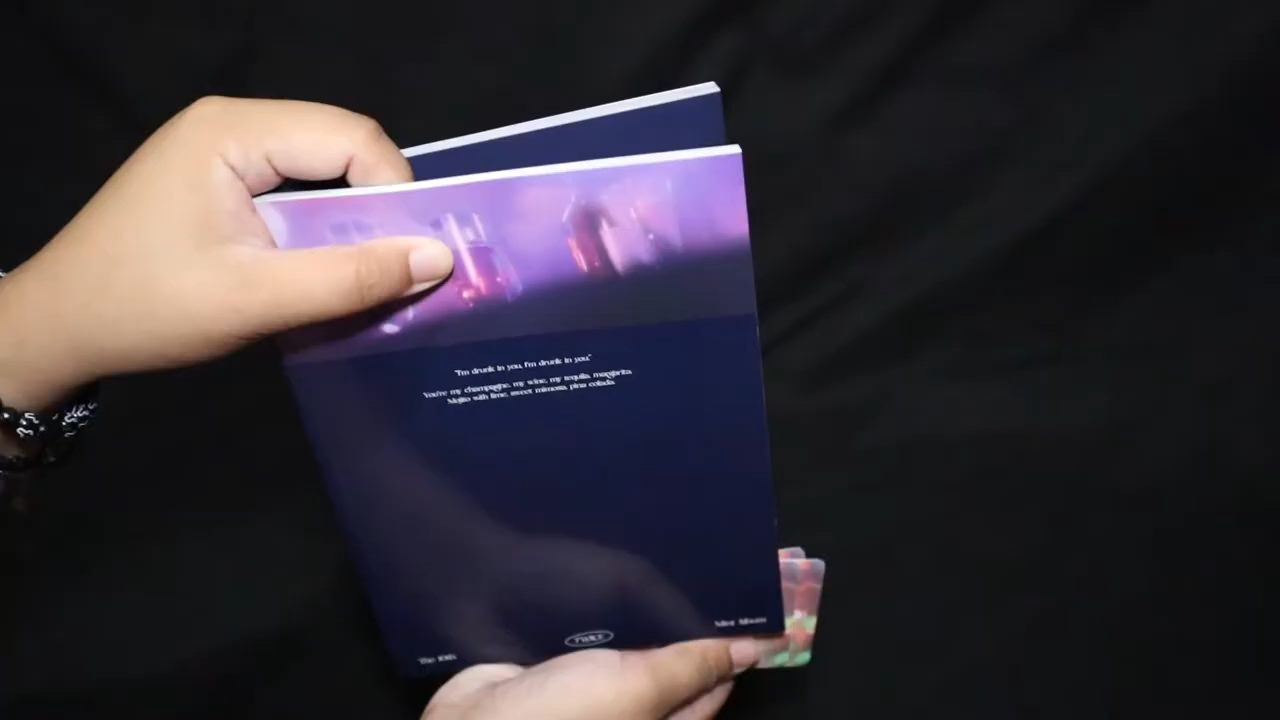 "I'm drunk in you, I'm drunk in you."
You're my champagne, my wine, my tequila, margarita,
Mojito with lime, sweet mimosa, pina colada.
The 10th
TWICE
Mini Album